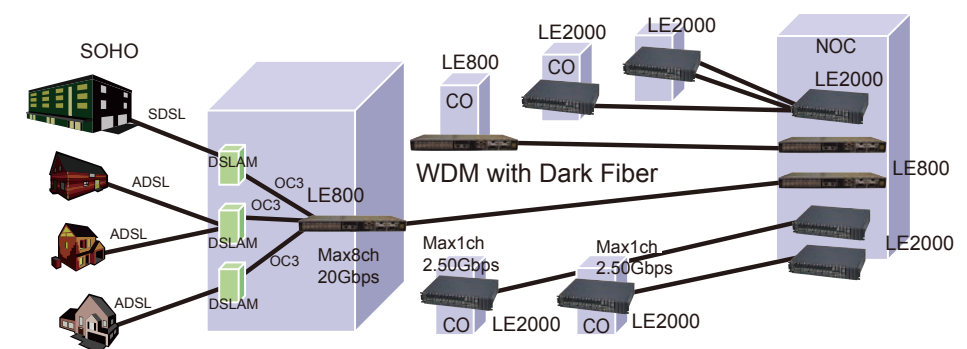 SOHO
SDSL
ADSL
ADSL
ADSL
DSLAM
DSLAM
DSLAM
OC3
OC3
OC3
LE800
Max8ch
20Gbps
LE800
CO
LE2000
CO
LE2000
NOC
LE2000
WDM with Dark Fiber
LE800
LE2000
Max1ch
2.50Gbps
CO
LE2000
Max1ch
2.50Gbps
CO
LE2000